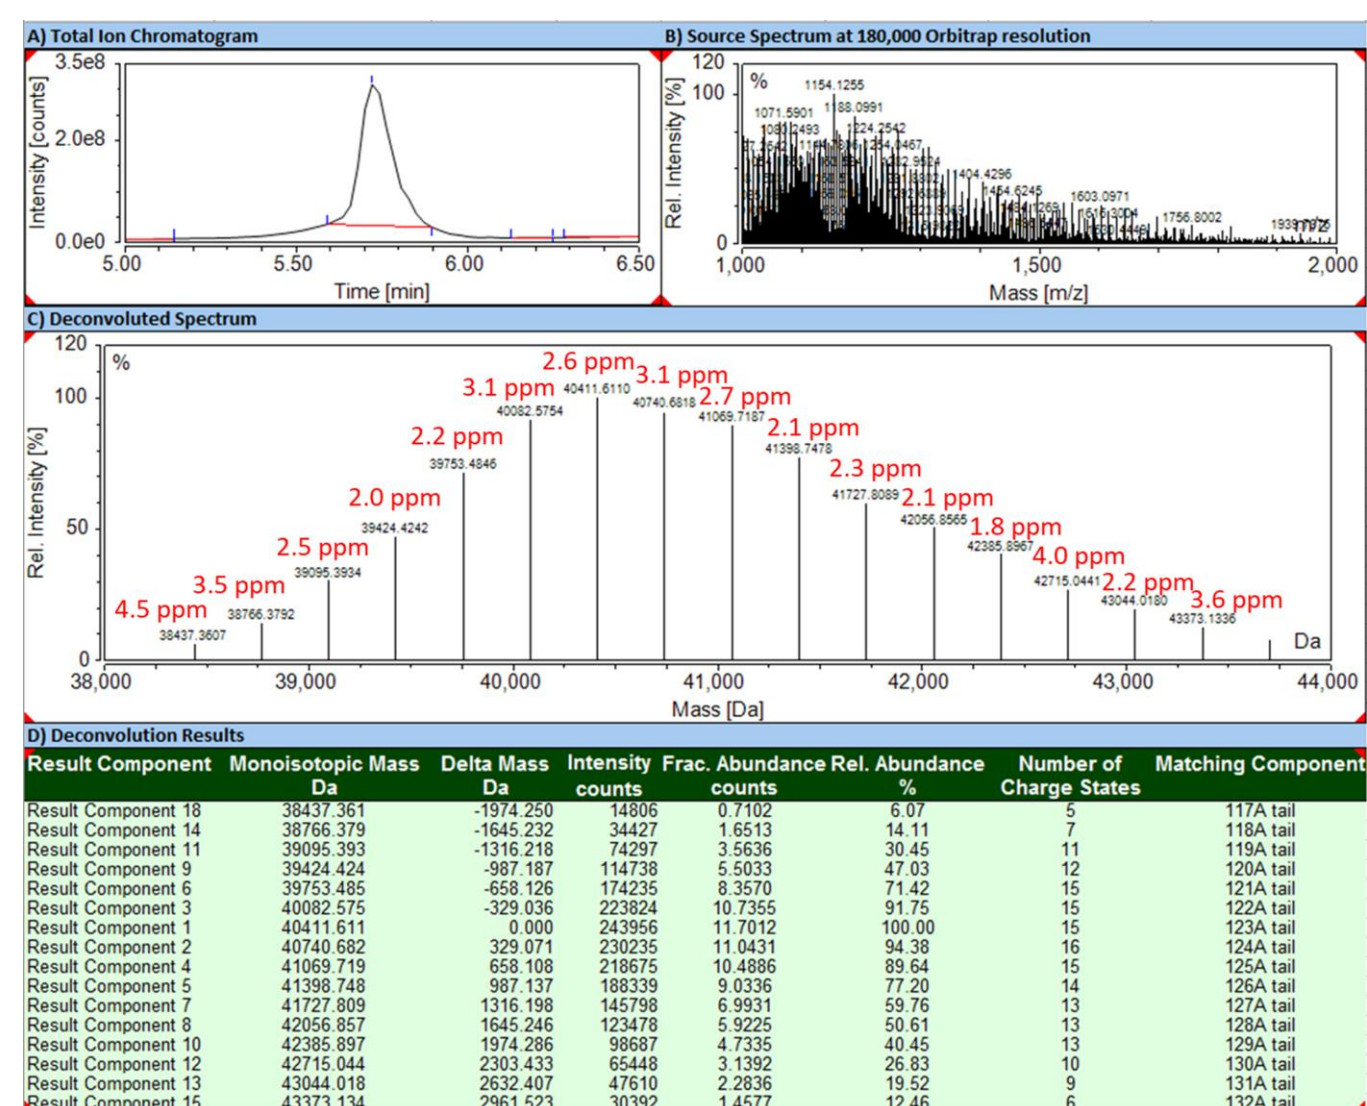 A) Total Ion Chromatogram
B) Source Spectrum at 180,000 Orbitrap resolution
3.5e8
2.0e8
0.0e0
Intensity [counts]
5.00 5.50 6.00 6.50
Time [min]
120
100
0
Rel. Intensity [%]
%
1154.1255
1188.0991
1071.5901
1080.2493
1224.2542
1254.0467
1404.4296
1454.6245
1603.0971
1616.3004
1756.8002
1,000 1,500 2,000
Mass [m/z]
C) Deconvoluted Spectrum
120
100
50
0
Rel. Intensity [%]
%
4.5 ppm
38437.3607
3.5 ppm
38766.3792
2.5 ppm
39095.3934
2.0 ppm
39424.4242
2.2 ppm
39753.4846
3.1 ppm
40082.5754
2.6 ppm
40411.6110
3.1 ppm
40740.6818
2.7 ppm
41069.7187
2.1 ppm
41398.7478
2.3 ppm
41727.8089
2.1 ppm
42056.8565
1.8 ppm
42385.8967
4.0 ppm
42715.0441
2.2 ppm
43044.0180
3.6 ppm
43373.1336
Da
38,000 39,000 40,000 41,000 42,000 43,000 44,000
Mass [Da]
D) Deconvolution Results
Result Component Monoisotopic Mass Delta Mass Intensity Frac. Abundance Rel. Abundance Number of Matching Component
Da Da counts counts % Charge States
Result Component 18 38437.361 -1974.250 14806 0.7102 6.07 5 117A tail
Result Component 14 38766.379 -1645.232 34427 1.6513 14.11 7 118A tail
Result Component 11 39095.393 -1316.218 74297 3.5636 30.45 11 119A tail
Result Component 9 39424.424 -987.187 114738 5.5033 47.03 12 120A tail
Result Component 6 39753.485 -658.126 174235 8.3570 71.42 15 121A tail
Result Component 3 40082.575 -329.036 223824 10.7355 91.75 15 122A tail
Result Component 1 40411.611 0.000 243956 11.7012 100.00 15 123A tail
Result Component 2 40740.682 329.071 230235 11.0431 94.38 16 124A tail
Result Component 4 41069.719 658.108 218675 10.4886 89.64 15 125A tail
Result Component 5 41398.748 987.137 188339 9.0336 77.20 14 126A tail
Result Component 7 41727.809 1316.198 145798 6.9931 59.76 13 127A tail
Result Component 8 42056.857 1645.246 123478 5.9225 50.61 13 128A tail
Result Component 10 42385.897 1974.286 98687 4.7335 40.45 13 129A tail
Result Component 12 42715.044 2303.433 65448 3.1392 26.83 10 130A tail
Result Component 13 43044.018 2632.407 47610 2.2836 19.52 9 131A tail
Result Component 15 43373.134 2961.523 30392 1.4577 12.46 6 132A tail